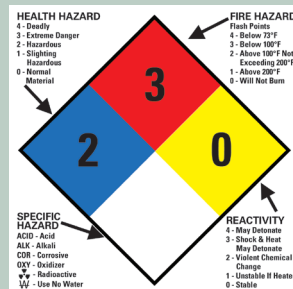 HEALTH HAZARD
4 - Deadly
3 - Extreme Danger
2 - Hazardous
1 - Slighting
Hazardous
0 - Normal
Material
FIRE HAZARD
Flash Points
4 - Below 73°F
3 - Below 100°F
2 - Above 100°F Not
Exceeding 200°F
1 - Above 200°F
0 - Will Not Burn
3
2
0
SPECIFIC
HAZARD
ACID - Acid
ALK - Alkali
COR - Corrosive
OXY - Oxidizer
- Radioactive
W - Use No Water
REACTIVITY
4 - May Detonate
3 - Shock & Heat
May Detonate
2 - Violent Chemical
Change
1 - Unstable If Heated
0 - Stable